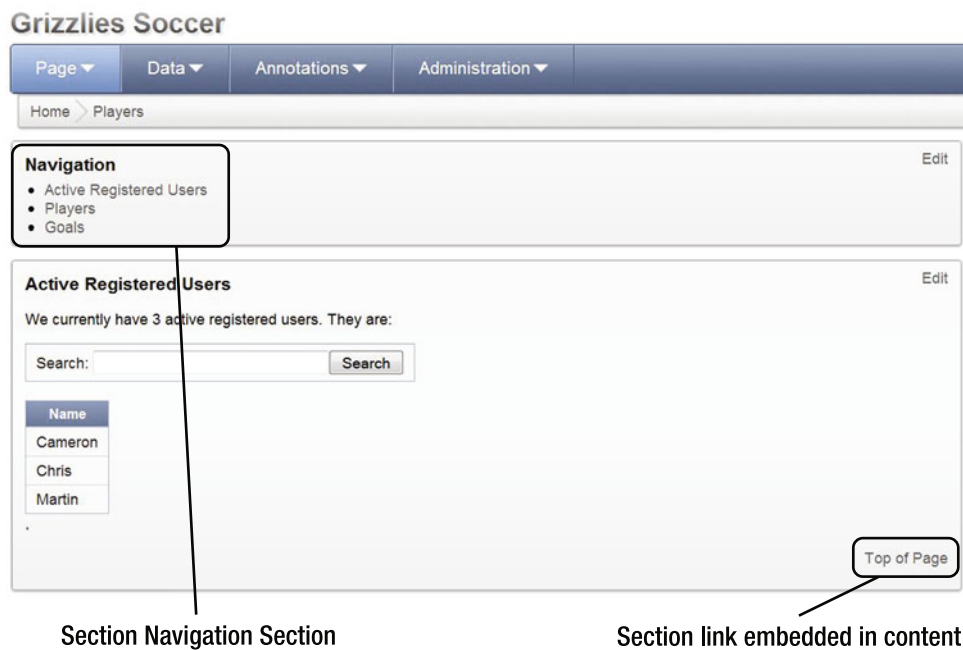 Grizzlies Soccer
Page Data Annotations Administration
Home Players
Navigation Edit
• Active Registered Users
• Players
• Goals
Active Registered Users Edit
We currently have 3 active registered users. They are:
Search: Search
Name
Cameron
Chris
Martin
.
Top of Page
Section Navigation Section Section link embedded in content